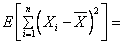 E[∑_{i=1}^{n}(X_i − X̅)²] =